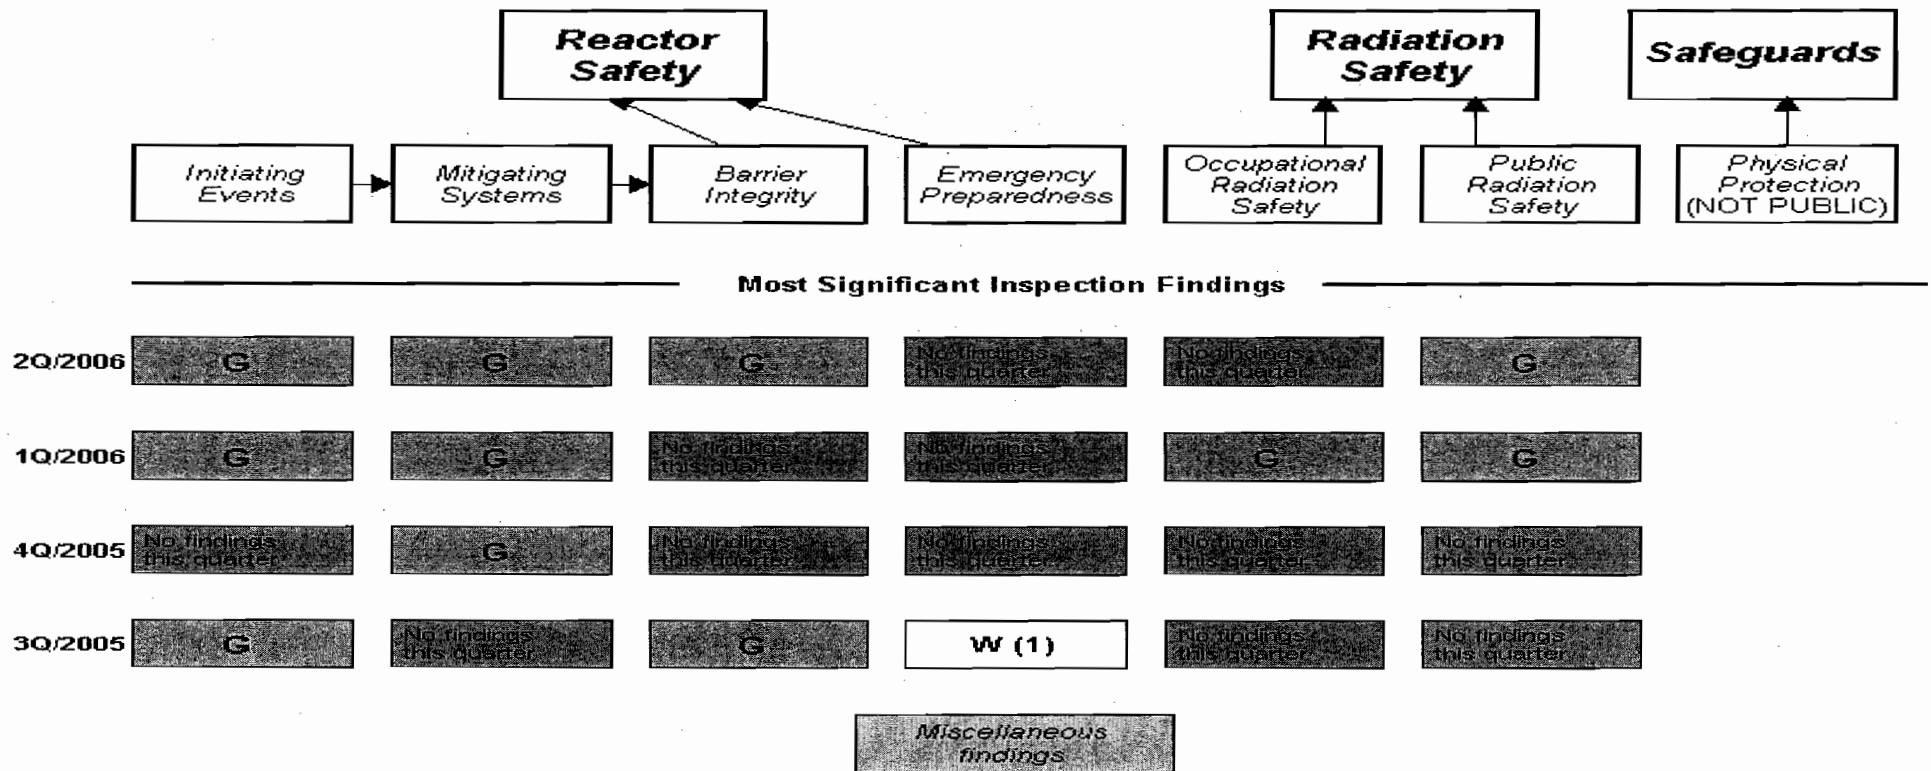 Reactor
Safety
Radiation
Safety
Safeguards
Initiating
Events
Mitigating
Systems
Barrier
Integrity
Emergency
Preparedness
Occupational
Radiation
Safety
Public
Radiation
Safety
Physical
Protection
(NOT PUBLIC)
Most Significant Inspection Findings
2Q/2006
G
G
G
No findings
this quarter
No findings
this quarter
G
1Q/2006
G
G
No findings
this quarter
No findings
this quarter
G
G
4Q/2005
No findings
this quarter
G
No findings
this quarter
No findings
this quarter
No findings
this quarter
No findings
this quarter
3Q/2005
G
No findings
this quarter
G
W (1)
No findings
this quarter
No findings
this quarter
Miscellaneous
findings